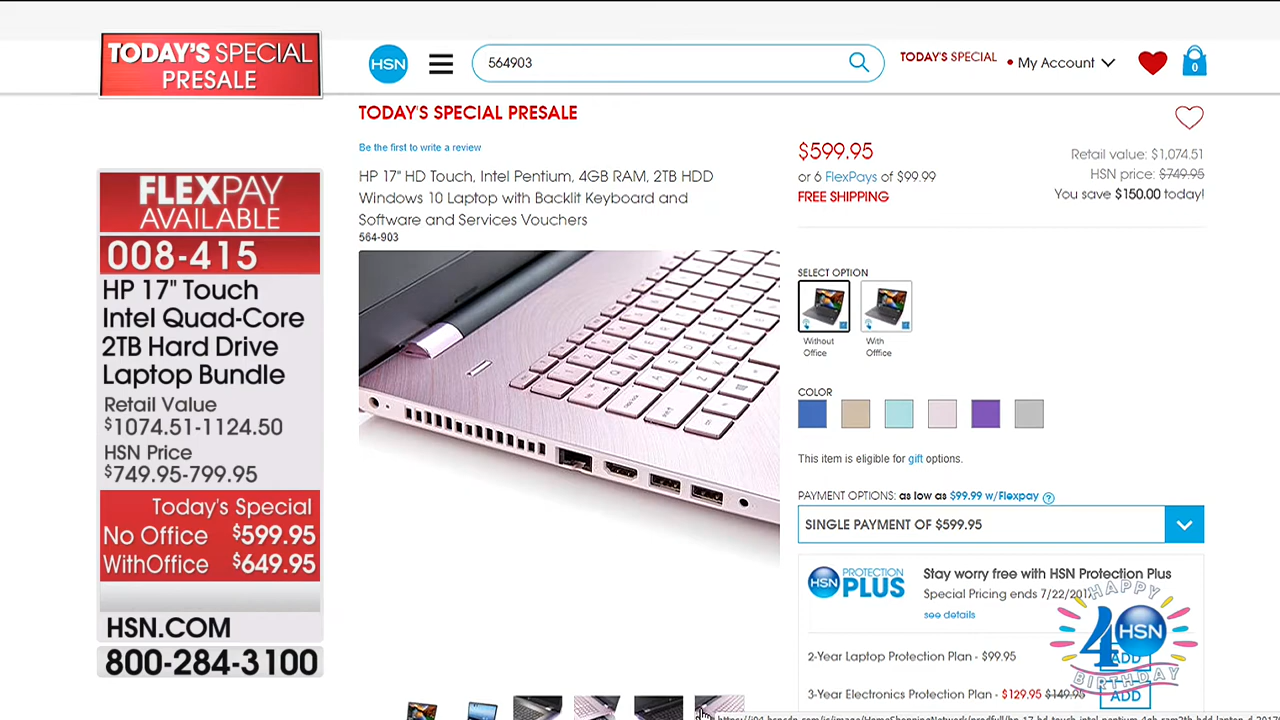 TODAY'S SPECIAL
PRESALE
HSN
564903
TODAY'S SPECIAL
My Account
0
TODAY'S SPECIAL PRESALE
Be the first to write a review
HP 17" HD Touch, Intel Pentium, 4GB RAM, 2TB HDD
Windows 10 Laptop with Backlit Keyboard and
Software and Services Vouchers
564-903
$599.95
or 6 FlexPays of $99.99
FREE SHIPPING
Retail value: $1,074.51
HSN price: $749.95
You save $150.00 today!
FLEXPAY
AVAILABLE
008-415
HP 17" Touch
Intel Quad-Core
2TB Hard Drive
Laptop Bundle
Retail Value
$1074.51-1124.50
HSN Price
$749.95-799.95
Today's Special
No Office $599.95
WithOffice $649.95
HSN.COM
800-284-3100
SELECT OPTION
Without
Office
With
Office
COLOR
This item is eligible for gift options.
PAYMENT OPTIONS: as low as $99.99 w/Flexpay ?
SINGLE PAYMENT OF $599.95
HSN PROTECTION
PLUS
Stay worry free with HSN Protection Plus
Special Pricing ends 7/22/201
see details
2-Year Laptop Protection Plan - $99.95
ADD
3-Year Electronics Protection Plan - $129.95 $149.95
ADD
HAPPY
40 HSN
BIRTHDAY